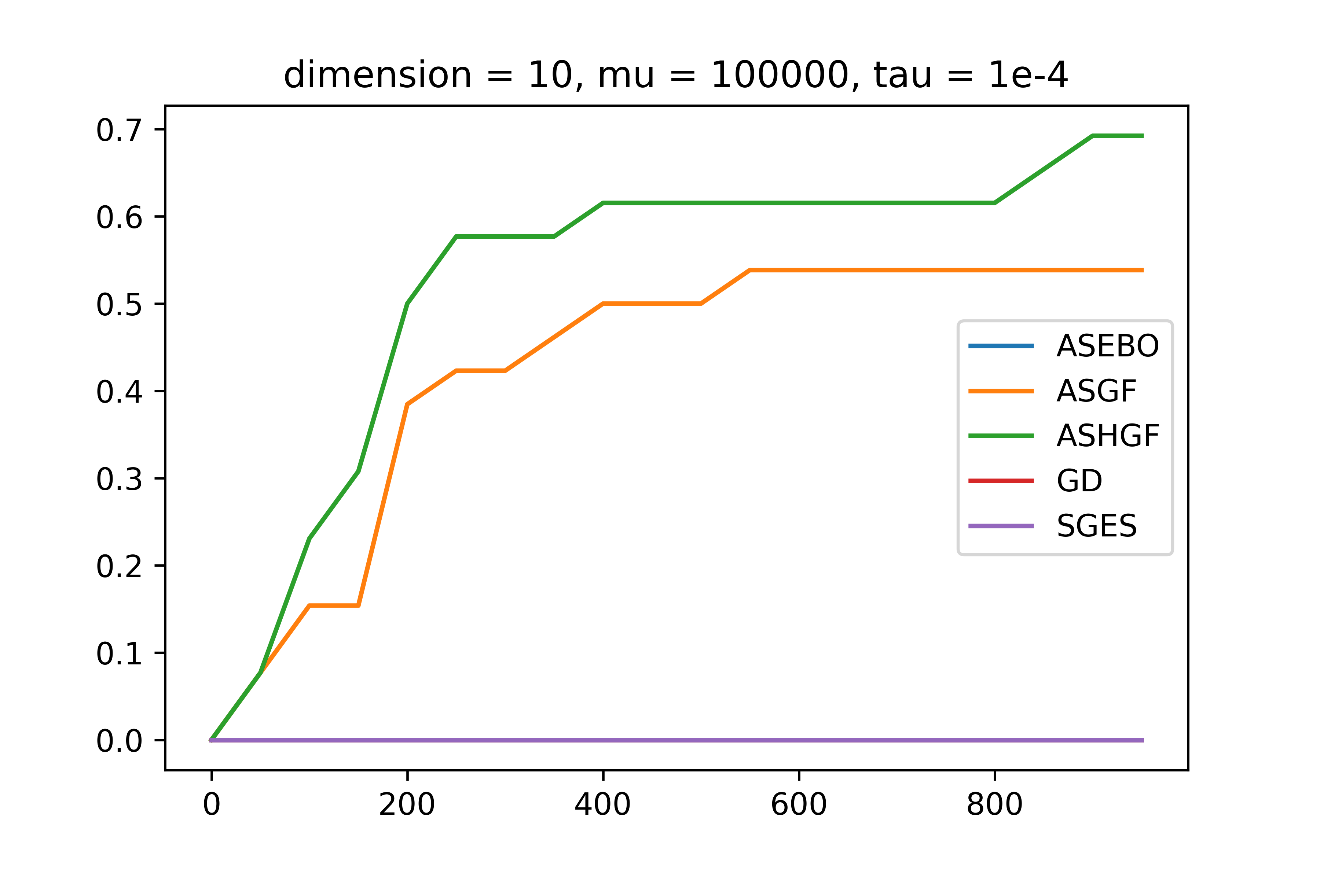 dimension = 10, mu = 100000, tau = 1e-4
0.7
0.6
0.5
0.4
0.3
0.2
0.1
0.0
ASEBO
ASGF
ASHGF
GD
SGES
0 200 400 600 800